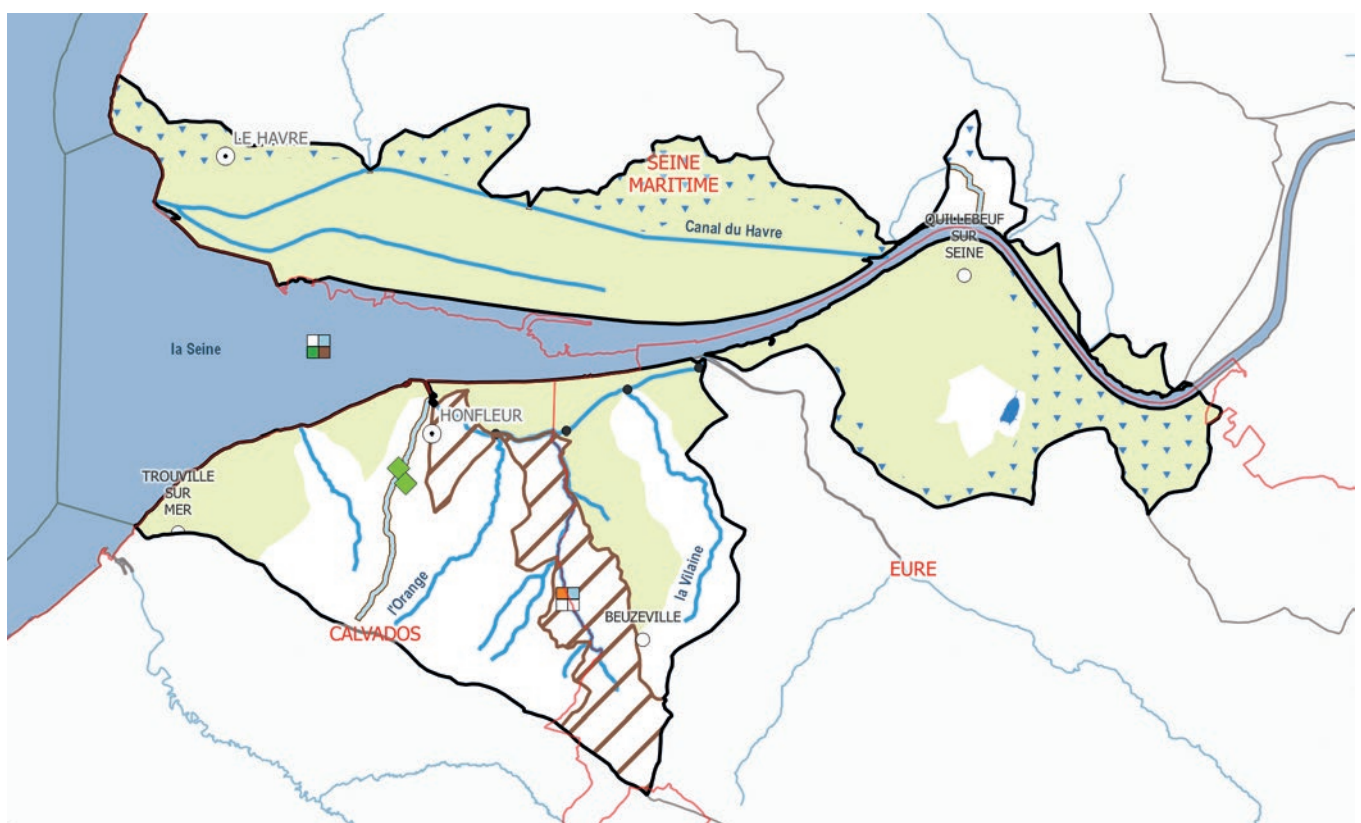 LE HAVRE
SEINE
MARITIME
Canal du Havre
QUILLEBEUF
SUR
SEINE
la Seine
HONFLEUR
TROUVILLE
SUR
MER
l'Orange
la Vilaine
EURE
BEUZEVILLE
CALVADOS